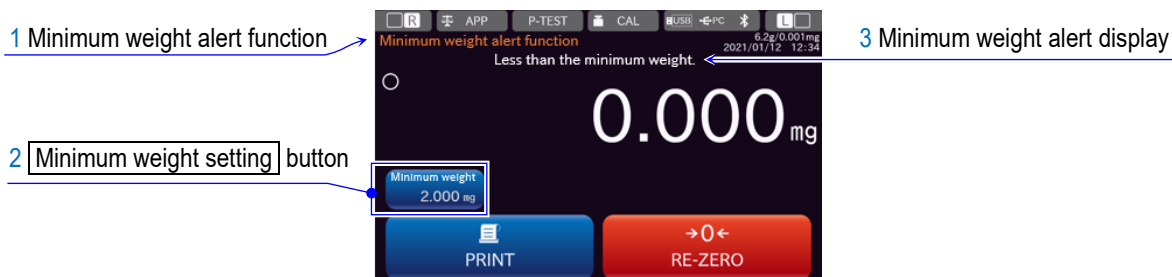 1 Minimum weight alert function
2 Minimum weight setting button
R APP P-TEST CAL USB PC L
Minimum weight alert function
6.2g/0.001mg
2021/01/12 12:34
Less than the minimum weight.
0.000 mg
Minimum weight
2.000 mg
PRINT
→0←
RE-ZERO
3 Minimum weight alert display